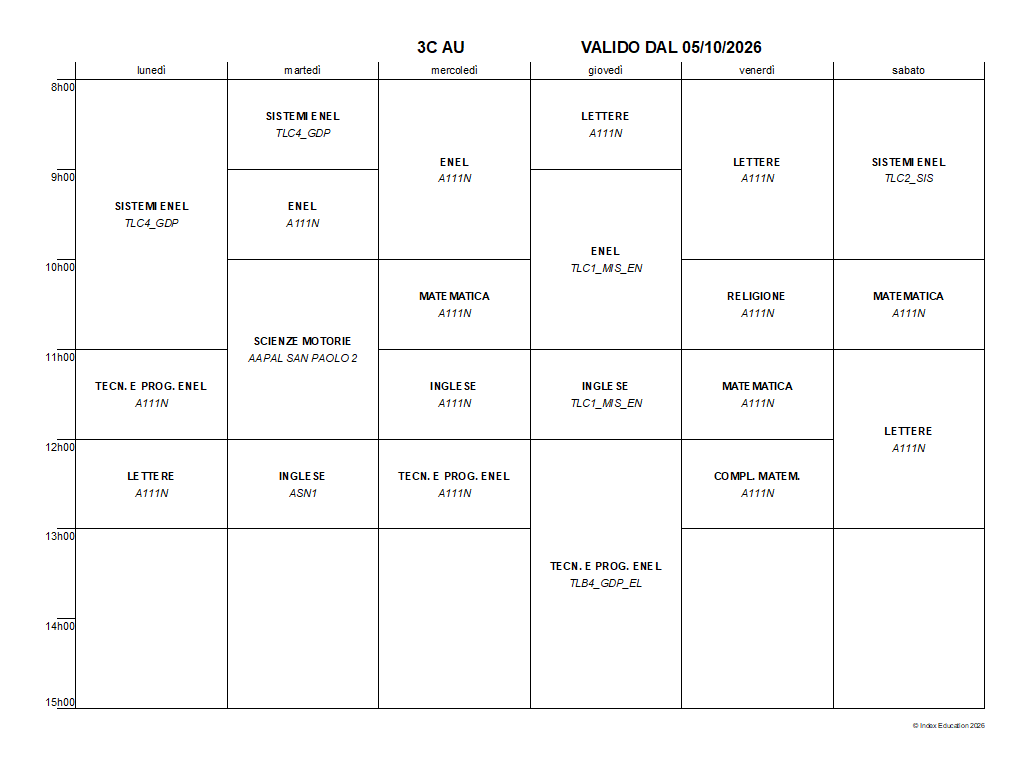 3C AU VALIDO DAL 05/10/2026
lunedì martedì mercoledì giovedì venerdì sabato
8h00
SISTEMI ENEL
TLC4_GDP
LETTERE
A111N
ENEL
A111N
LETTERE
A111N
SISTEMI ENEL
TLC2_SIS
9h00
SISTEMI ENEL
TLC4_GDP
ENEL
A111N
ENEL
TLC1_MIS_EN
10h00
MATEMATICA
A111N
RELIGIONE
A111N
MATEMATICA
A111N
SCIENZE MOTORIE
AAPAL SAN PAOLO 2
11h00
TECN. E PROG. ENEL
A111N
INGLESE
A111N
INGLESE
TLC1_MIS_EN
MATEMATICA
A111N
LETTERE
A111N
12h00
LETTERE
A111N
INGLESE
ASN1
TECN. E PROG. ENEL
A111N
COMPL. MATEM.
A111N
13h00
TECN. E PROG. ENEL
TLB4_GDP_EL
14h00
15h00
© Index Education 2026